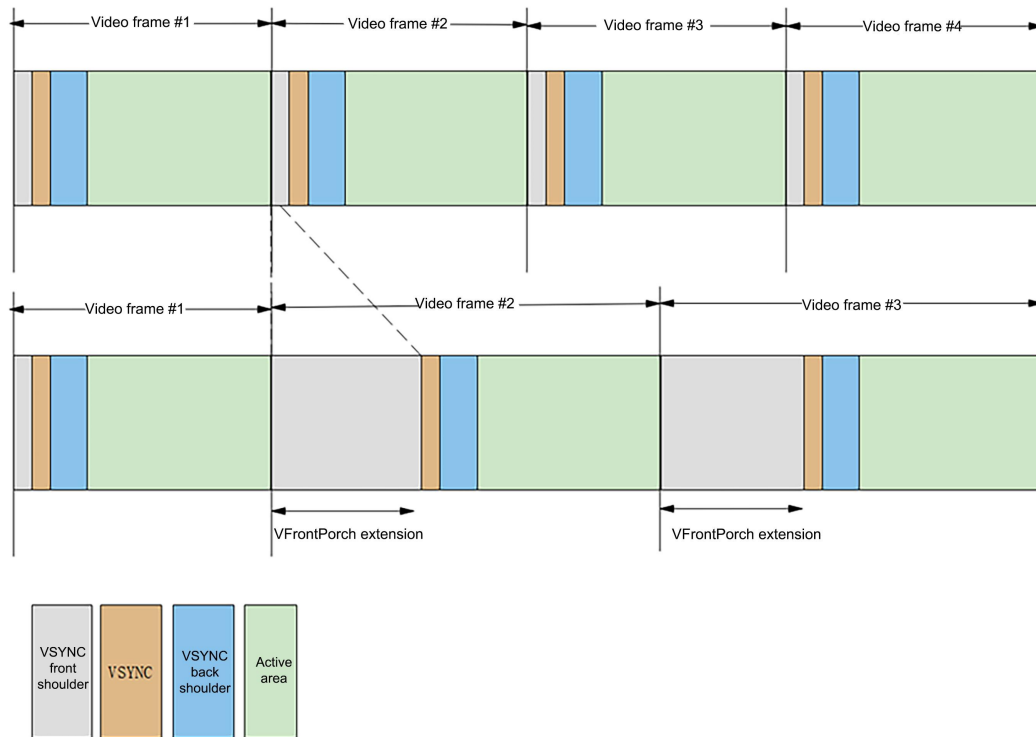 Video frame #1
Video frame #2
Video frame #3
Video frame #4
Video frame #1
Video frame #2
Video frame #3
VFrontPorch extension
VFrontPorch extension
VSYNC
front
shoulder
VSYNC
VSYNC
back
shoulder
Active
area